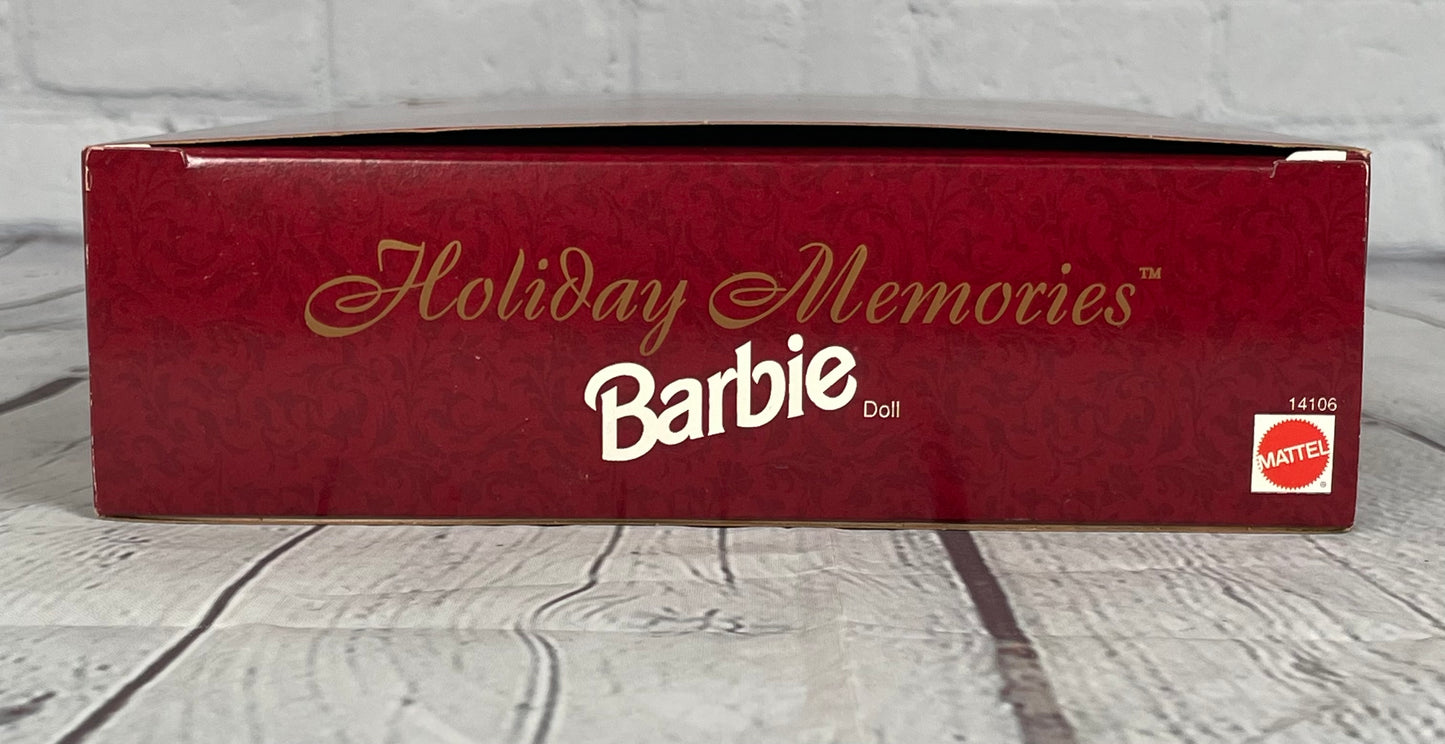 Holiday Memories™
Barbie Doll
14106
MATTEL
®